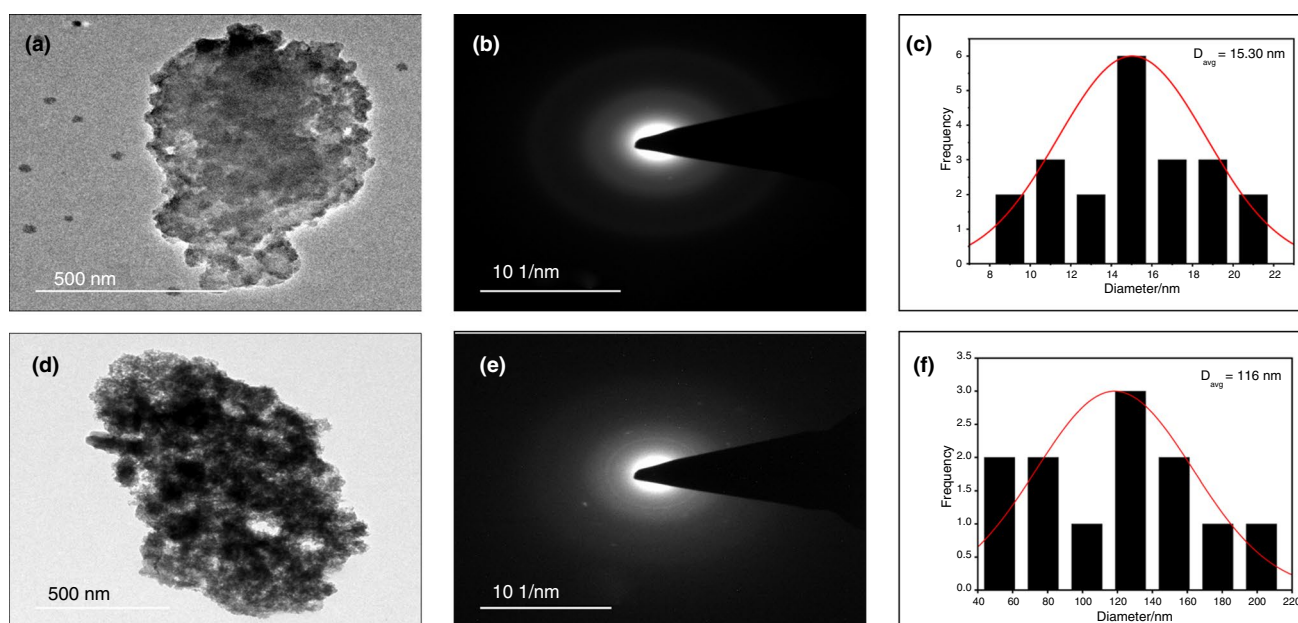 (a)
500 nm
(b)
10 1/nm
(c)
D avg = 15.30 nm
Frequency
6
5
4
3
2
1
0
8 10 12 14 16 18 20 22
Diameter/nm
(d)
500 nm
(e)
10 1/nm
(f)
D avg = 116 nm
Frequency
3.5
3.0
2.5
2.0
1.5
1.0
0.5
0.0
40 60 80 100 120 140 160 180 200 220
Diameter/nm